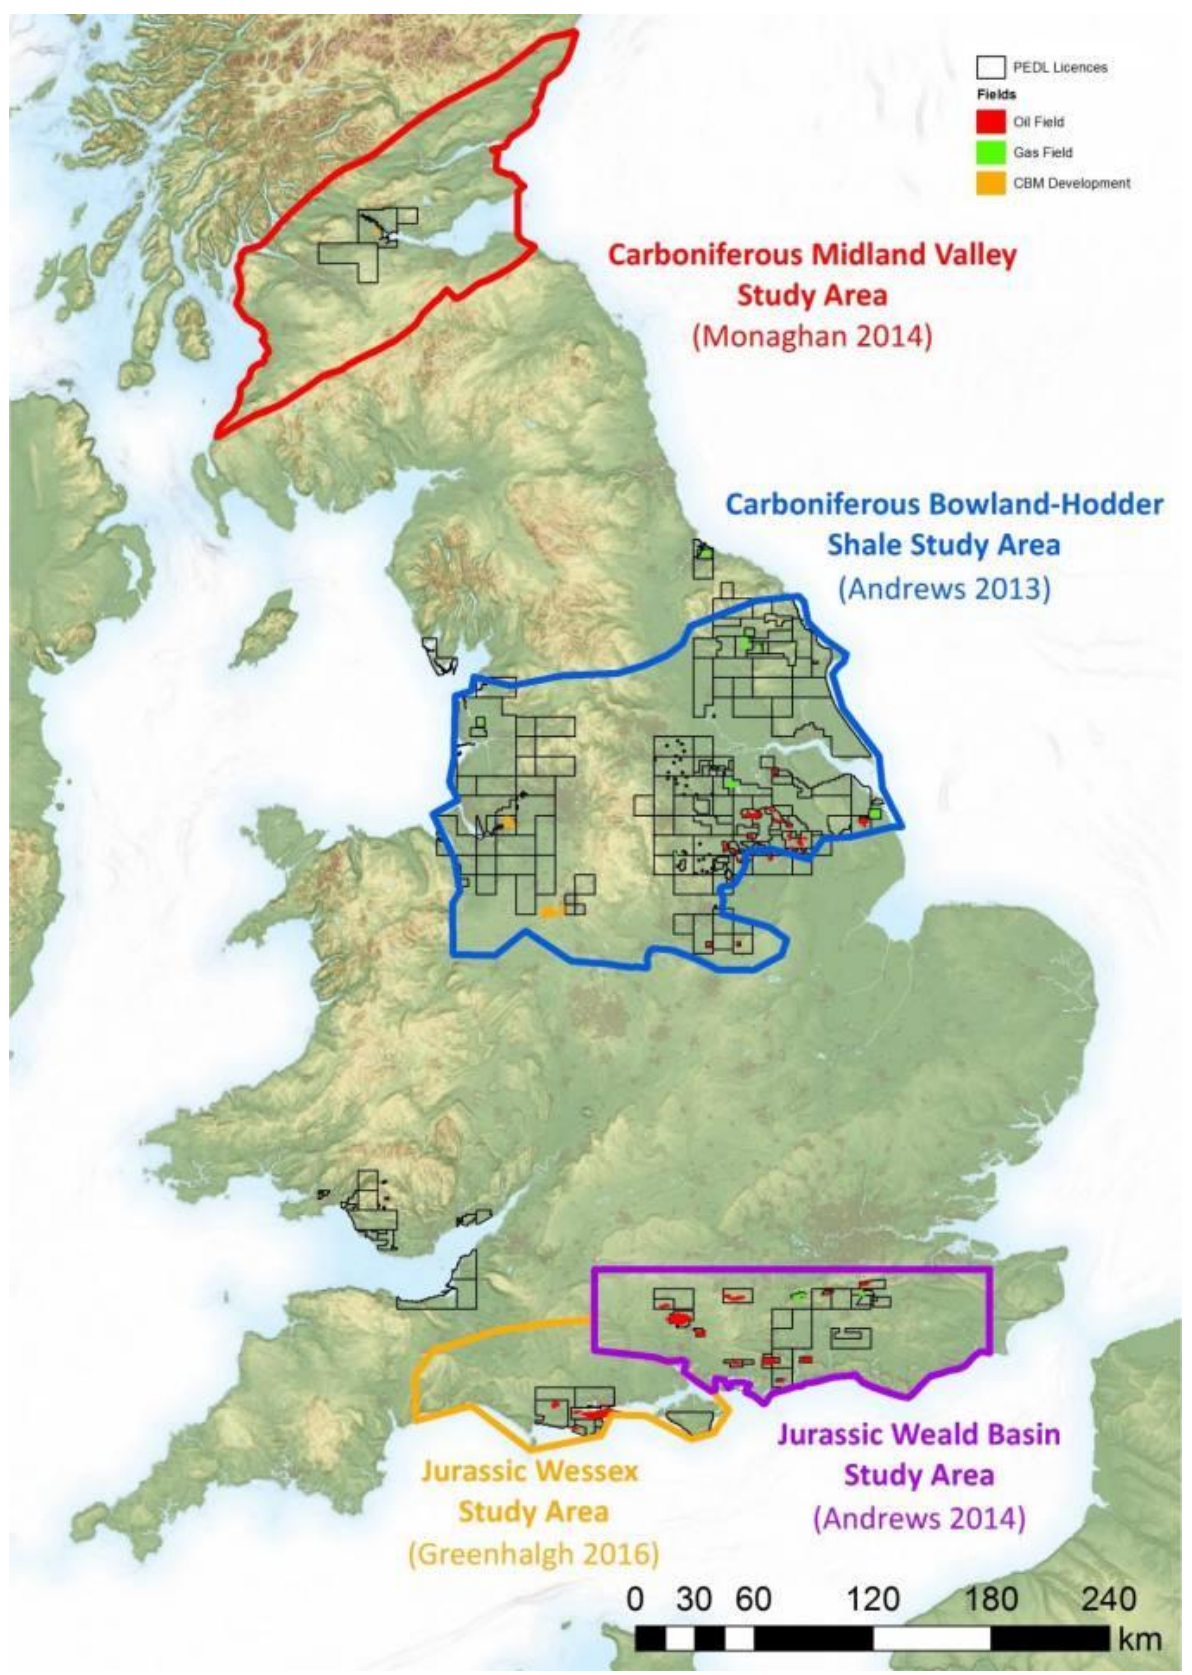 PEDL Licences
Fields
Oil Field
Gas Field
CBM Development
Carboniferous Midland Valley
Study Area
(Monaghan 2014)
Carboniferous Bowland-Hodder
Shale Study Area
(Andrews 2013)
Jurassic Weald Basin
Study Area
(Andrews 2014)
Jurassic Wessex
Study Area
(Greenhalgh 2016)
0 30 60 120 180 240
km